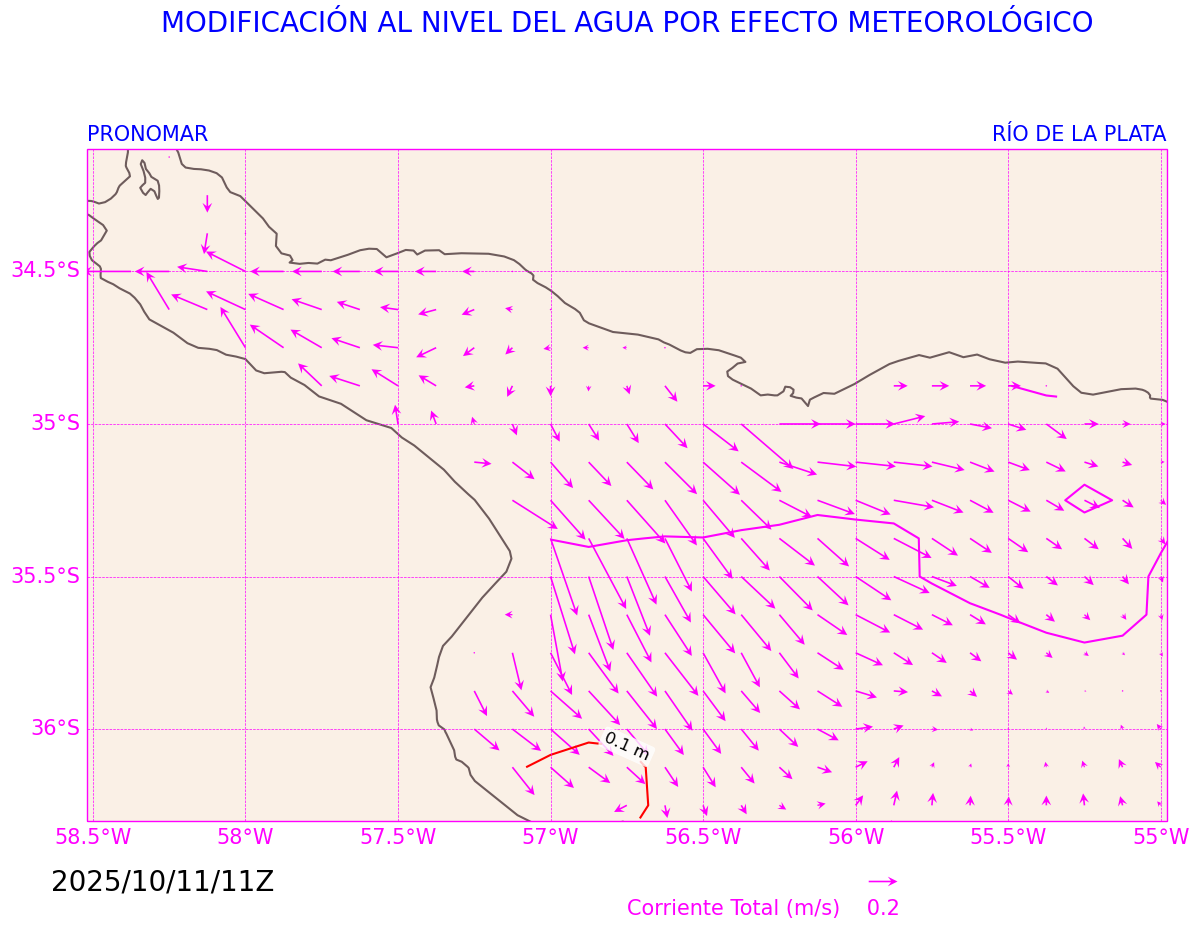 MODIFICACIÓN AL NIVEL DEL AGUA POR EFECTO METEOROLÓGICO
PRONOMAR
RÍO DE LA PLATA
34.5°S
35°S
35.5°S
36°S
0.1 m
58.5°W
58°W
57.5°W
57°W
56.5°W
56°W
55.5°W
55°W
2025/10/11/11Z
Corriente Total (m/s) 0.2